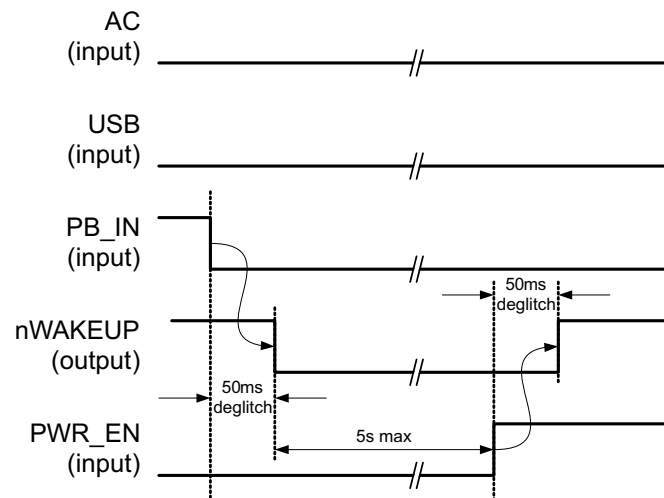 AC
(input)
USB
(input)
PB_IN
(input)
50ms
deglitch
nWAKEUP
(output)
50ms
deglitch
5s max
PWR_EN
(input)